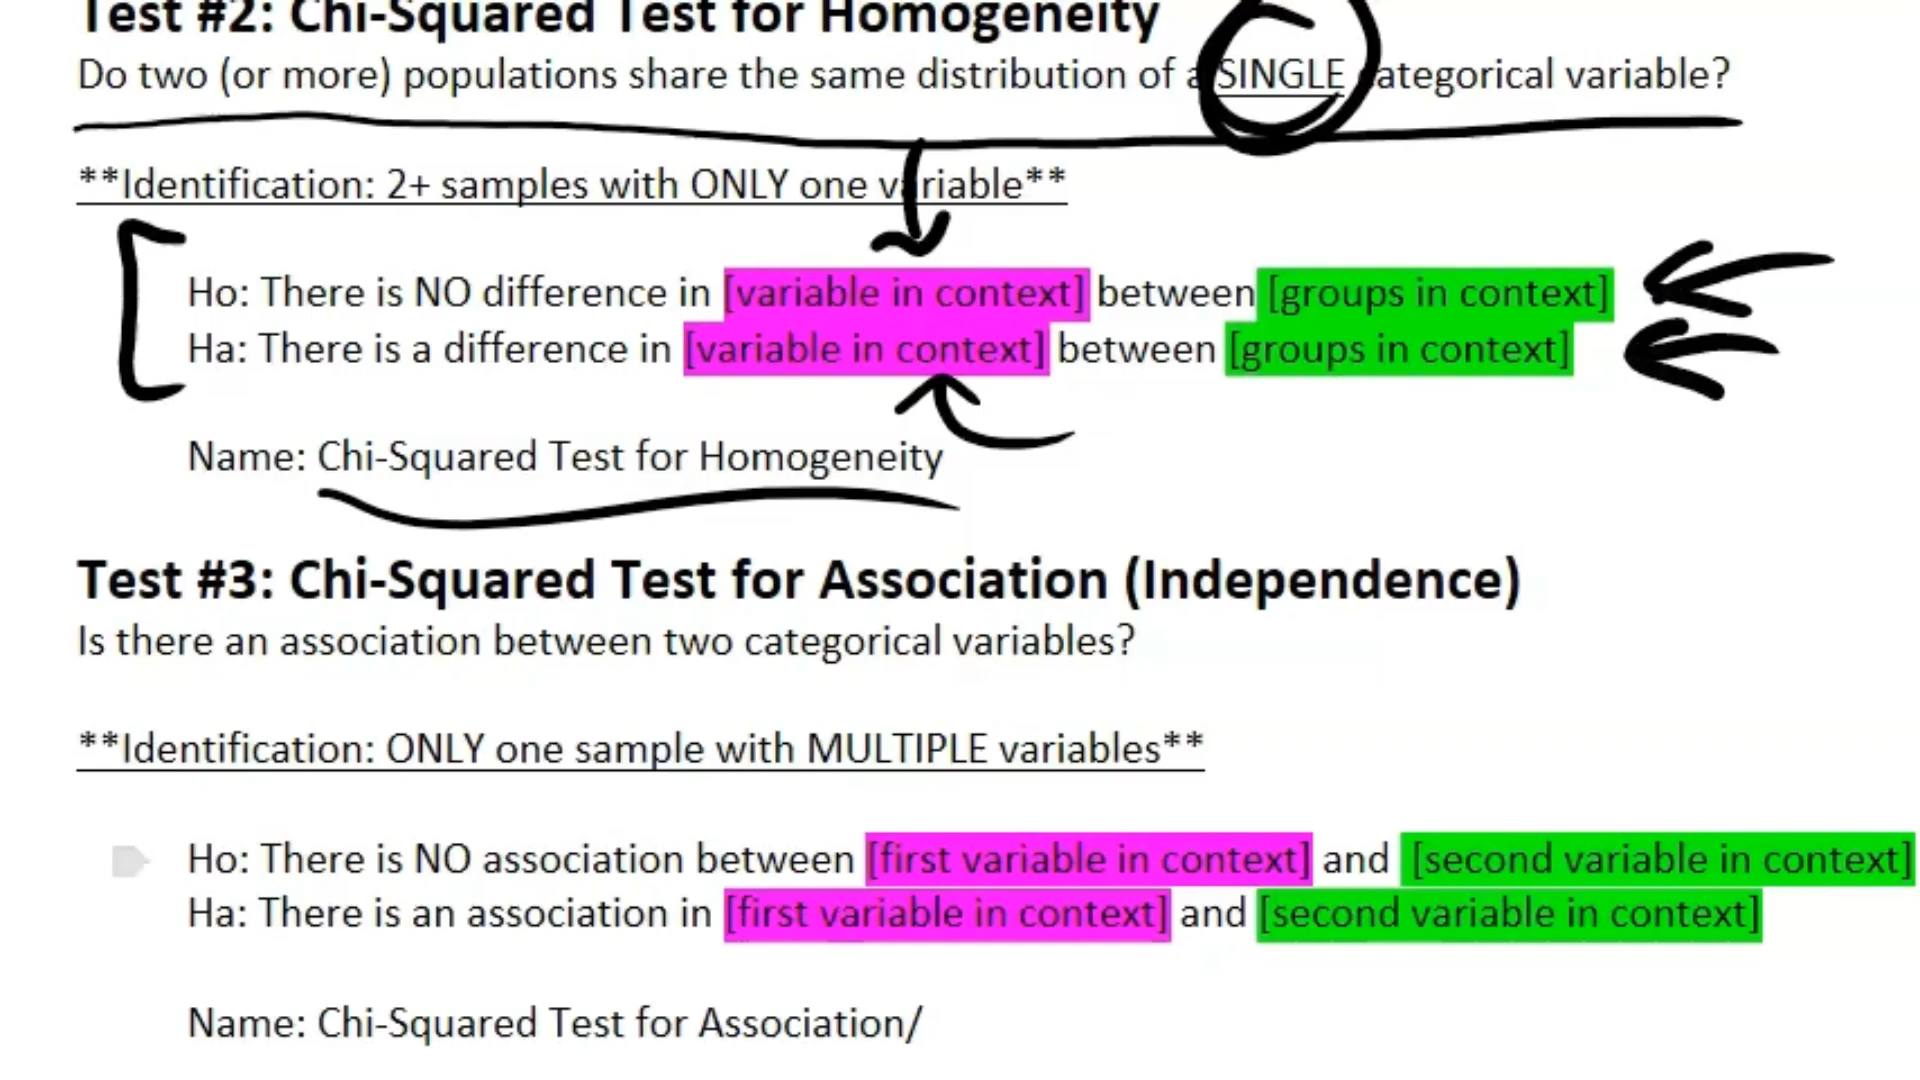 Test #2: Chi-Squared Test for Homogeneity
Do two (or more) populations share the same distribution of a SINGLE categorical variable?
**Identification: 2+ samples with ONLY one variable**
Ho: There is NO difference in [variable in context] between [groups in context]
Ha: There is a difference in [variable in context] between [groups in context]
Name: Chi-Squared Test for Homogeneity
Test #3: Chi-Squared Test for Association (Independence)
Is there an association between two categorical variables?
**Identification: ONLY one sample with MULTIPLE variables**
Ho: There is NO association between [first variable in context] and [second variable in context]
Ha: There is an association in [first variable in context] and [second variable in context]
Name: Chi-Squared Test for Association/